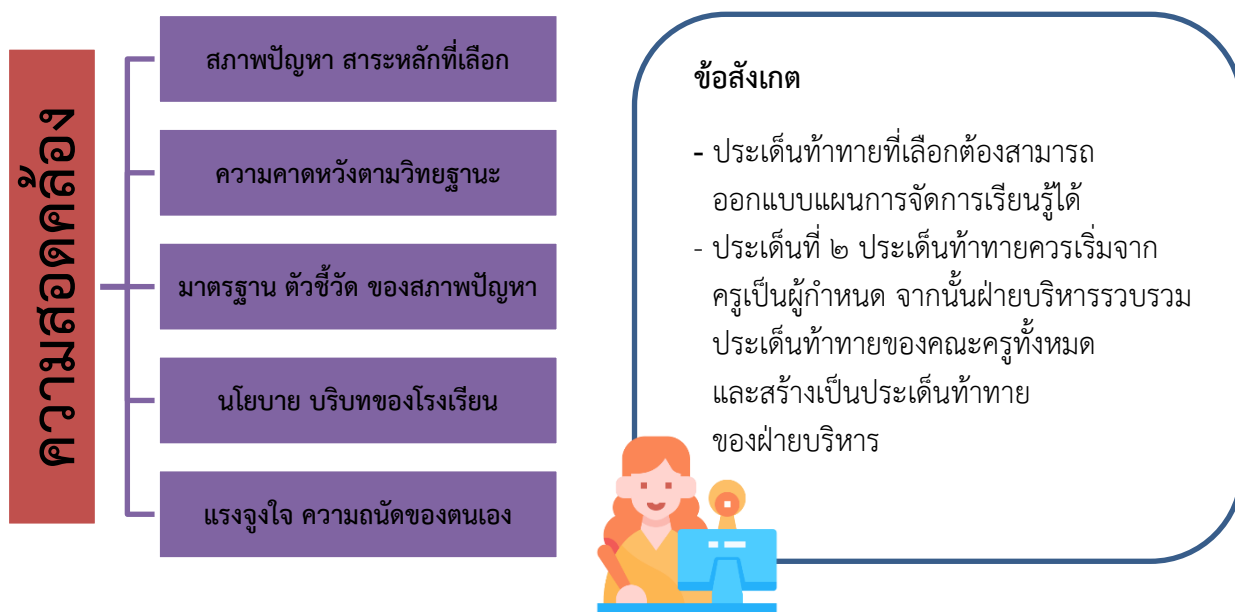 ความสอดคล้อง
สภาพปัญหา สาระหลักที่เลือก
ความคาดหวังตามวิทยฐานะ
มาตรฐาน ตัวชี้วัด ของสภาพปัญหา
นโยบาย บริบทของโรงเรียน
แรงจูงใจ ความถนัดของตนเอง
ข้อสังเกต
- ประเด็นท้าทายที่เลือกต้องสามารถ
ออกแบบแผนการจัดการเรียนรู้ได้
- ประเด็นที่ ๒ ประเด็นท้าทายควรเริ่มจาก
ครูเป็นผู้กำหนด จากนั้นฝ่ายบริหารรวบรวม
ประเด็นท้าทายของคณะครูทั้งหมด
และสร้างเป็นประเด็นท้าทาย
ของฝ่ายบริหาร